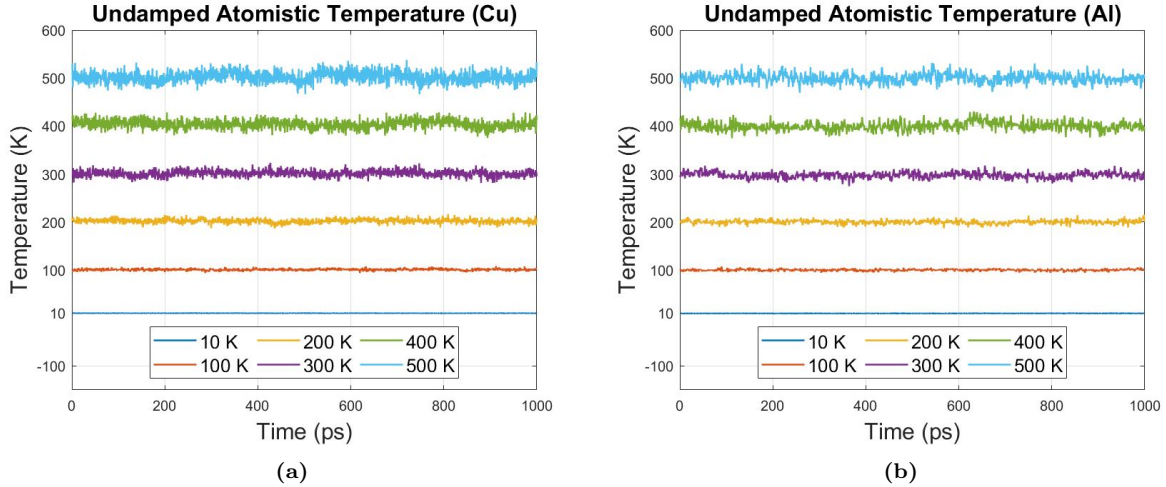 Undamped Atomistic Temperature (Cu)
600
500
400
300
200
100
10
-100
Temperature (K)
10 K 200 K 400 K
100 K 300 K 500 K
0 200 400 600 800 1000
Time (ps)
(a)
Undamped Atomistic Temperature (Al)
600
500
400
300
200
100
10
-100
Temperature (K)
10 K 200 K 400 K
100 K 300 K 500 K
0 200 400 600 800 1000
Time (ps)
(b)